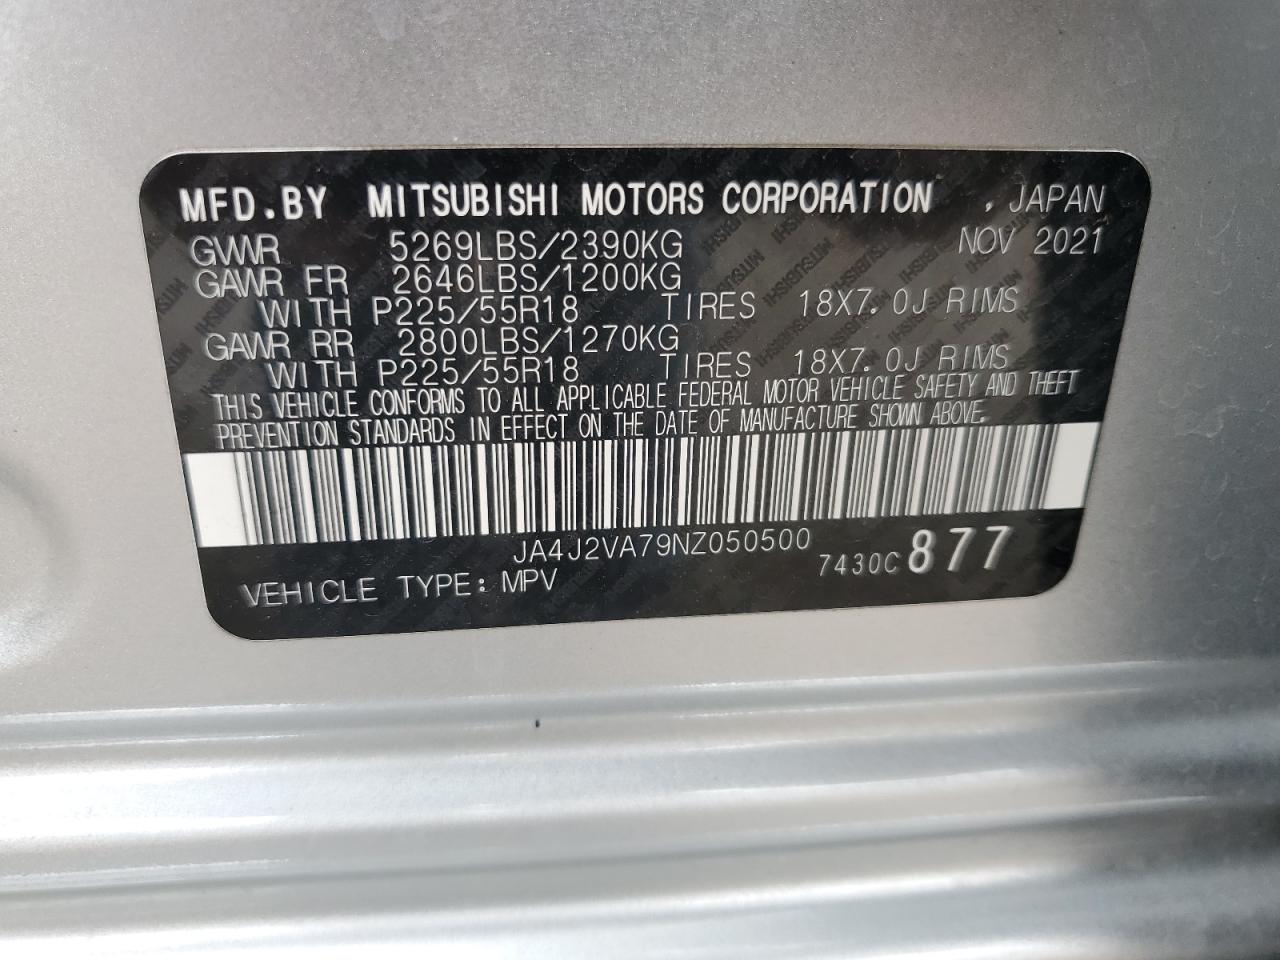 MFD.BY MITSUBISHI MOTORS CORPORATION , JAPAN
GVWR 5269LBS/2390KG NOV 2021
GAWR FR 2646LBS/1200KG
WITH P225/55R18 TIRES 18X7.0J RIMS
GAWR RR 2800LBS/1270KG
WITH P225/55R18 TIRES 18X7.0J RIMS
THIS VEHICLE CONFORMS TO ALL APPLICABLE FEDERAL MOTOR VEHICLE SAFETY AND THEFT
PREVENTION STANDARDS IN EFFECT ON THE DATE OF MANUFACTURE SHOWN ABOVE.
JA4J2VA79NZ050500
7430C 877
VEHICLE TYPE: MPV